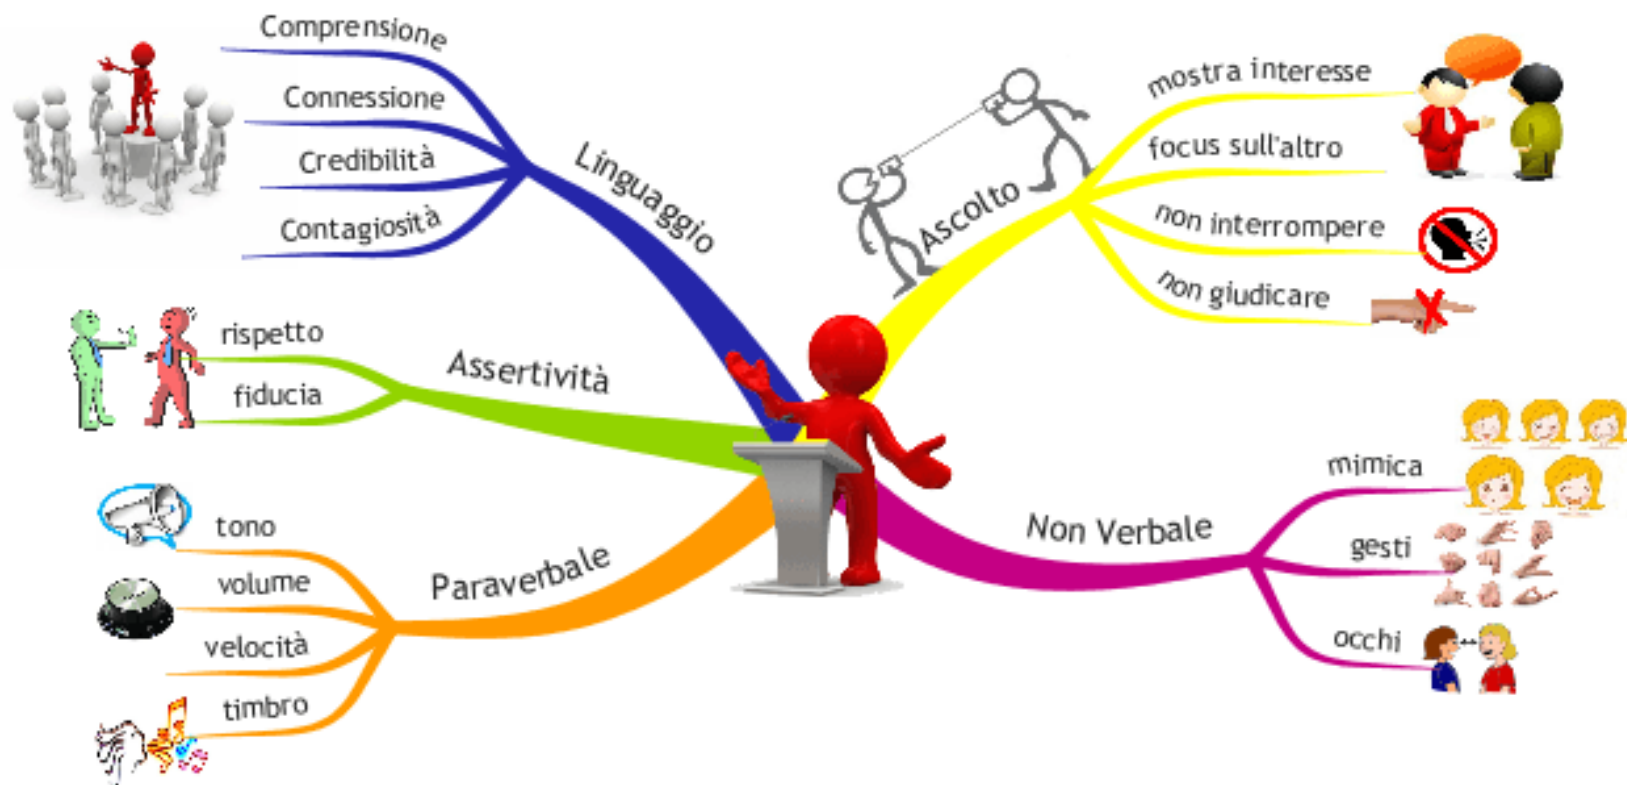 Comprensione
Connessione
Credibilità
Contagiosità
Linguaggio
Ascolto
mostra interesse
focus sull'altro
non interrompere
non giudicare
Assertività
rispetto
fiducia
Paraverbale
tono
volume
velocità
timbro
Non Verbale
mimica
gesti
occhi